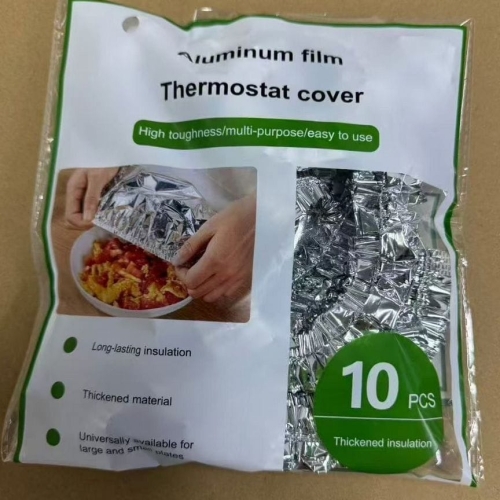 Aluminum film
Thermostat cover
High toughness/multi-purpose/easy to use
Long-lasting insulation
Thickened material
Universally available for
large and small plates
10 PCS
Thickened insulation